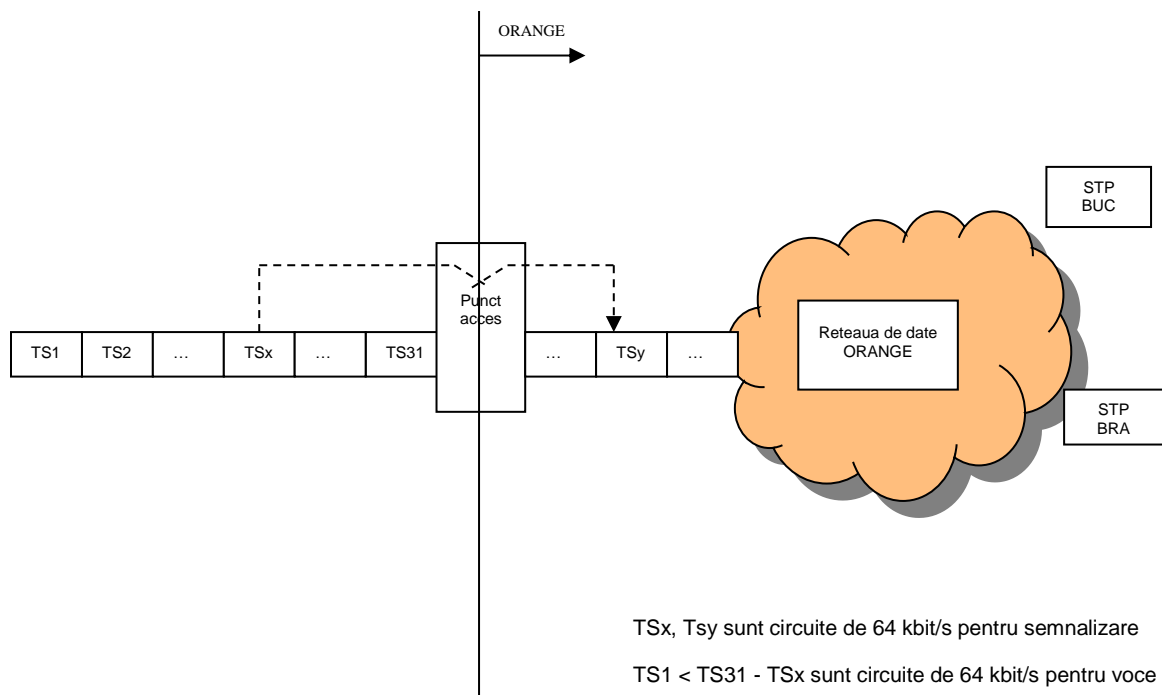 ORANGE
STP
BUC
Punct
acces
TS1 TS2 … TSx … TS31 … TSy …
Reteaua de date
ORANGE
STP
BRA
TSx, Tsy sunt circuite de 64 kbit/s pentru semnalizare
TS1 < TS31 - TSx sunt circuite de 64 kbit/s pentru voce